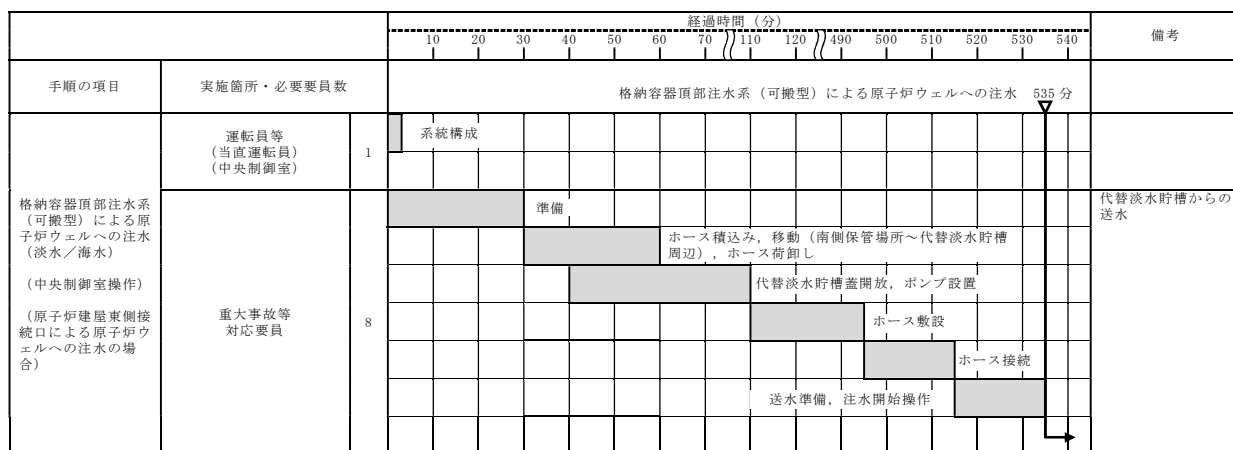 経過時間（分）
備考
10 20 30 40 50 60 70 110 120 490 500 510 520 530 540
手順の項目
実施箇所・必要要員数
格納容器頂部注水系（可搬型）による原子炉ウェルへの注水 535分
運転員等
（当直運転員）
（中央制御室）
1
系統構成
格納容器頂部注水系
（可搬型）による原
子炉ウェルへの注水
（淡水／海水）
（中央制御室操作）
（原子炉建屋東側接
続口による原子炉ウ
ェルへの注水の場
合）
重大事故等
対応要員
8
準備
ホース積込み，移動（南側保管場所～代替淡水貯槽
周辺），ホース荷卸し
代替淡水貯槽蓋開放，ポンプ設置
ホース敷設
ホース接続
送水準備，注水開始操作
代替淡水貯槽からの
送水